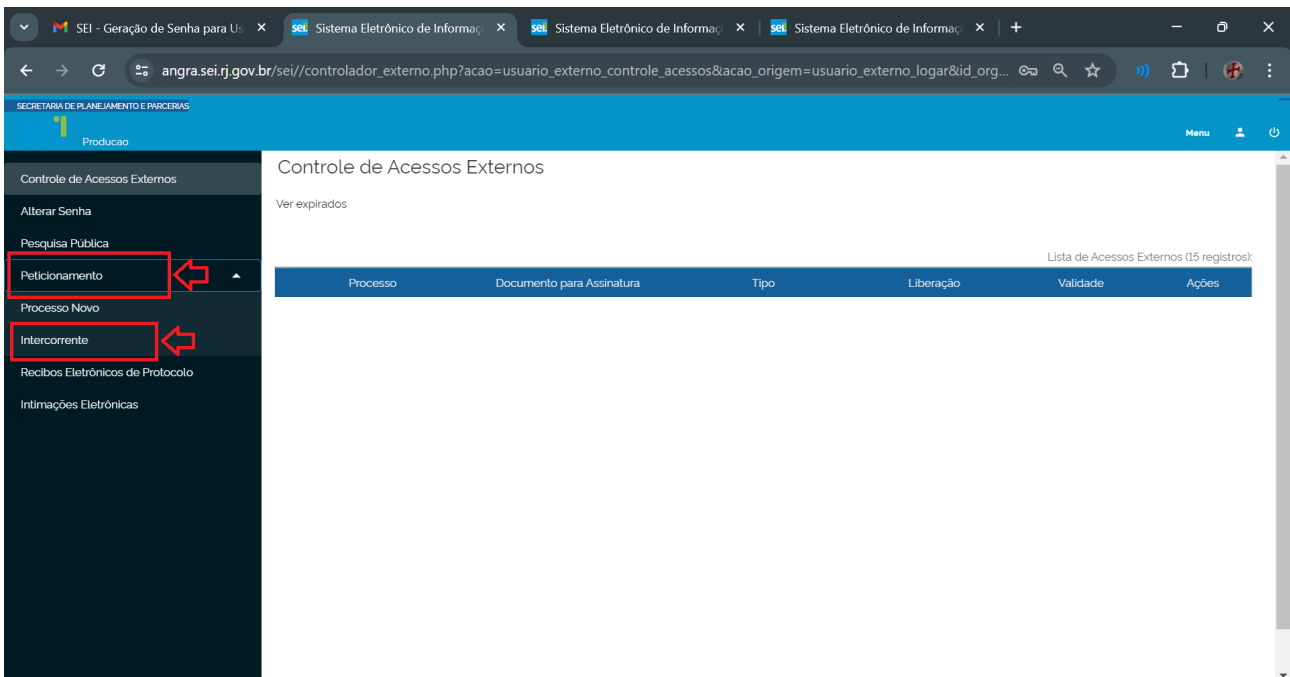 SEI - Geração de Senha para Us
Sistema Eletrônico de Informaç
Sistema Eletrônico de Informaç
Sistema Eletrônico de Informaç
angra.sei.rj.gov.br/sei//controlador_externo.php?acao=usuario_externo_controle_acessos&acao_origem=usuario_externo_logar&id_org...
SECRETARIA DE PLANEJAMENTO E PARCERIAS
Producao
Menu
Controle de Acessos Externos
Alterar Senha
Pesquisa Pública
Peticionamento
Processo Novo
Intercorrente
Recibos Eletrônicos de Protocolo
Intimações Eletrônicas
Controle de Acessos Externos
Ver expirados
Lista de Acessos Externos (15 registros):
Processo Documento para Assinatura Tipo Liberação Validade Ações